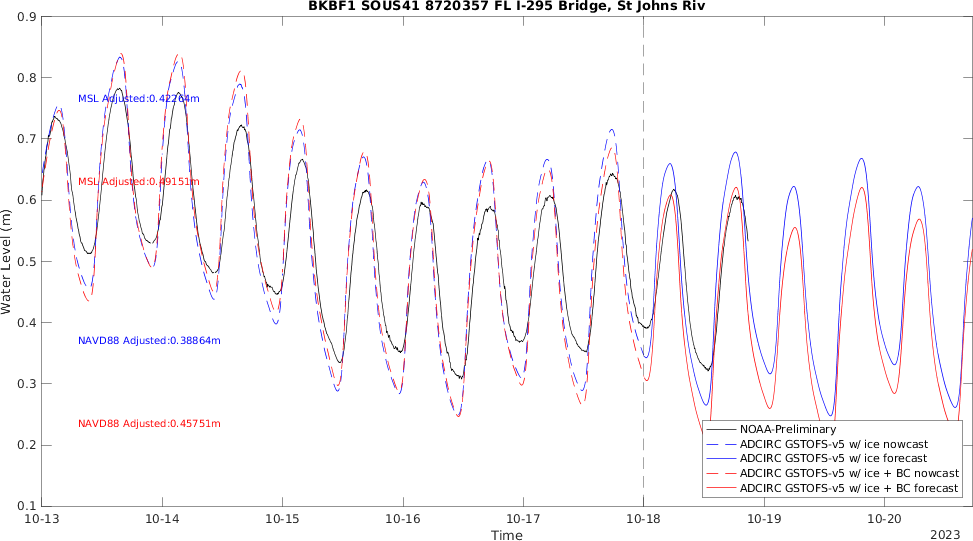 BKBF1 SOUS41 8720357 FL I-295 Bridge, St Johns Riv
0.9
0.8
0.7
0.6
0.5
0.4
0.3
0.2
0.1
Water Level (m)
MSL Adjusted:0.42264m
MSL Adjusted:0.49151m
NAVD88 Adjusted:0.38864m
NAVD88 Adjusted:0.45751m
NOAA-Preliminary
ADCIRC GSTOFS-v5 w/ ice nowcast
ADCIRC GSTOFS-v5 w/ ice forecast
ADCIRC GSTOFS-v5 w/ ice + BC nowcast
ADCIRC GSTOFS-v5 w/ ice + BC forecast
10-13 10-14 10-15 10-16 10-17 10-18 10-19 10-20
Time
2023